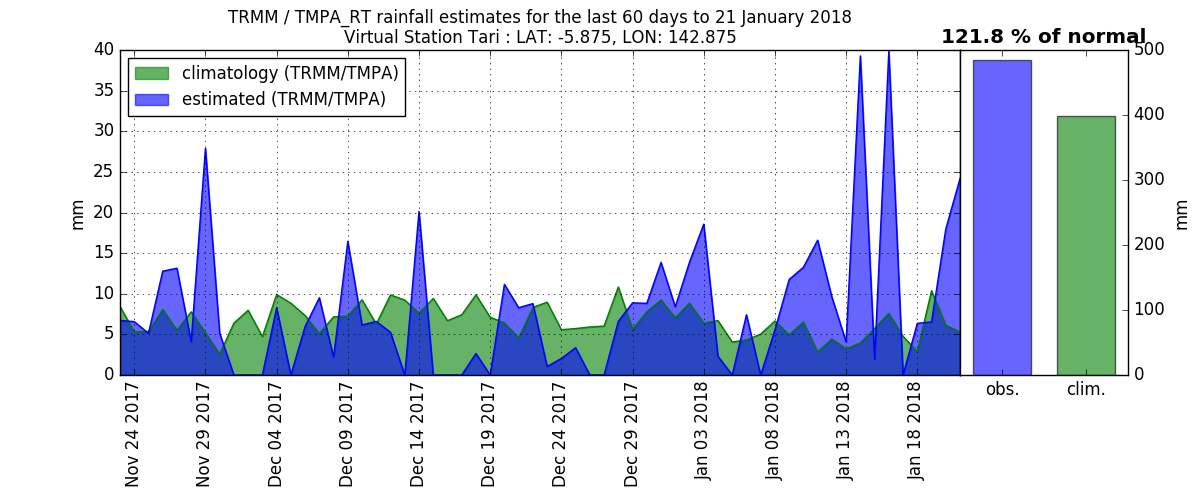 TRMM / TMPA_RT rainfall estimates for the last 60 days to 21 January 2018
Virtual Station Tari : LAT: -5.875, LON: 142.875
121.8 % of normal
climatology (TRMM/TMPA)
estimated (TRMM/TMPA)
40
35
30
25
20
15
10
5
0
mm
500
400
300
200
100
0
mm
obs.
clim.
Nov 24 2017
Nov 29 2017
Dec 04 2017
Dec 09 2017
Dec 14 2017
Dec 19 2017
Dec 24 2017
Dec 29 2017
Jan 03 2018
Jan 08 2018
Jan 13 2018
Jan 18 2018